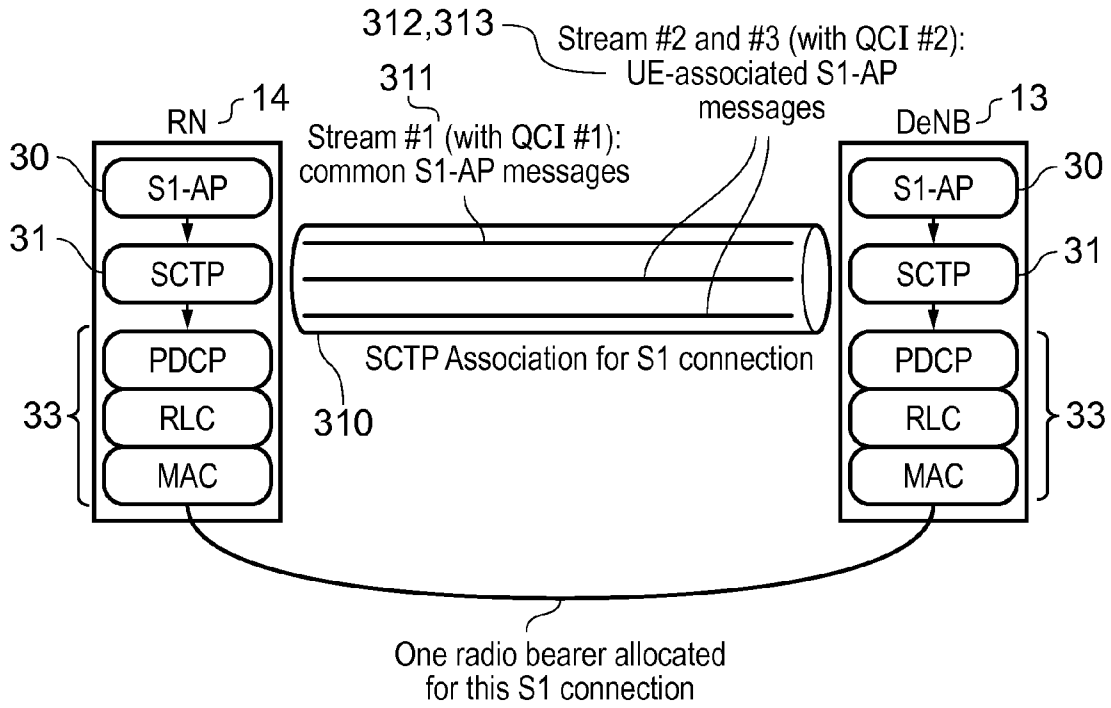 312,313
Stream #2 and #3 (with QCI #2):
UE-associated S1-AP
messages
311
Stream #1 (with QCI #1):
common S1-AP messages
RN
14
DeNB
13
30
S1-AP
31
SCTP
33
PDCP
RLC
MAC
SCTP Association for S1 connection
310
S1-AP
30
SCTP
31
PDCP
RLC
MAC
33
One radio bearer allocated
for this S1 connection